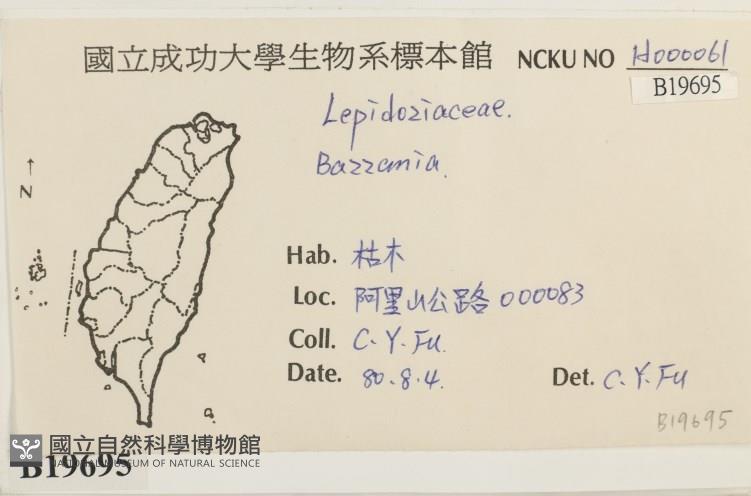 國立成功大學生物系標本館 NCKU NO H000061
B19695
Lepidoziaceae.
Bazzania.
↑
N
Hab. 枯木
Loc. 阿里山公路 000083
Coll. C.Y.Fu
Date. 80.8.4. Det. C.Y.Fu
B19695
國立自然科學博物館
NATIONAL MUSEUM OF NATURAL SCIENCE
B19695